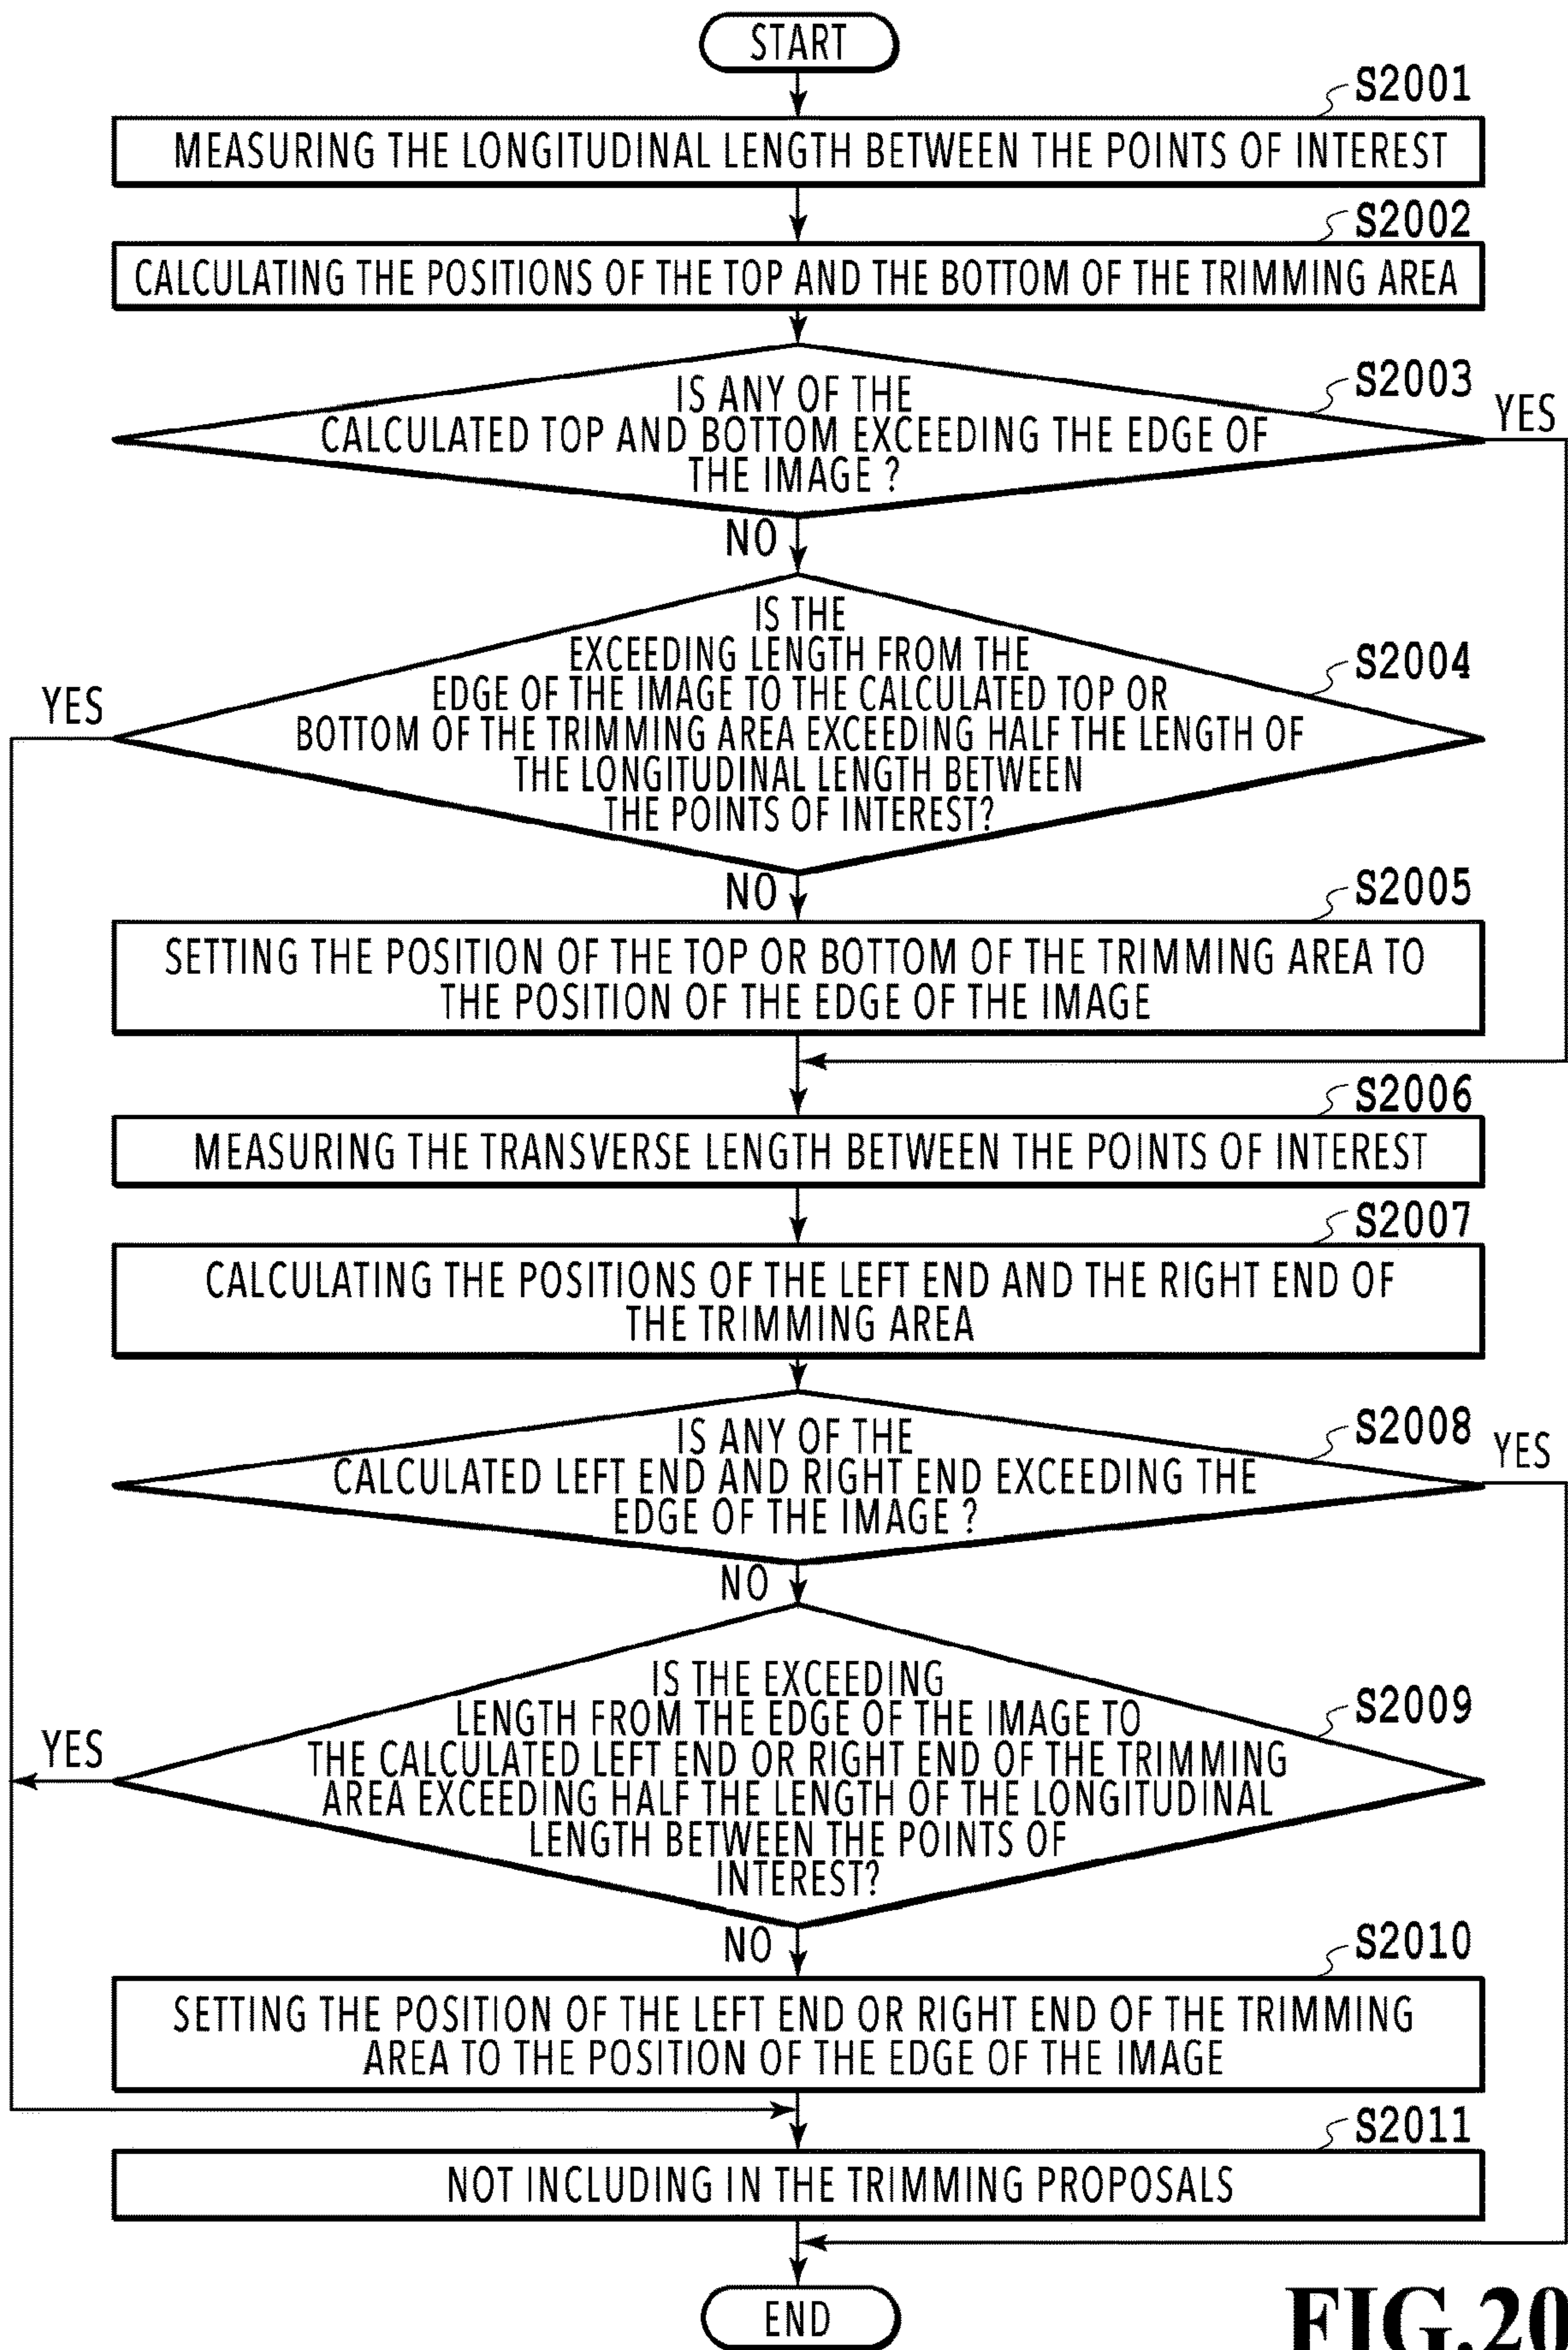 START
S2001
MEASURING THE LONGITUDINAL LENGTH BETWEEN THE POINTS OF INTEREST
S2002
CALCULATING THE POSITIONS OF THE TOP AND THE BOTTOM OF THE TRIMMING AREA
S2003
IS ANY OF THE
CALCULATED TOP AND BOTTOM EXCEEDING THE EDGE OF
THE IMAGE ?
YES
NO
S2004
IS THE
EXCEEDING LENGTH FROM THE
EDGE OF THE IMAGE TO THE CALCULATED TOP OR
BOTTOM OF THE TRIMMING AREA EXCEEDING HALF THE LENGTH OF
THE LONGITUDINAL LENGTH BETWEEN
THE POINTS OF INTEREST?
YES
NO
S2005
SETTING THE POSITION OF THE TOP OR BOTTOM OF THE TRIMMING AREA TO
THE POSITION OF THE EDGE OF THE IMAGE
S2006
MEASURING THE TRANSVERSE LENGTH BETWEEN THE POINTS OF INTEREST
S2007
CALCULATING THE POSITIONS OF THE LEFT END AND THE RIGHT END OF
THE TRIMMING AREA
S2008
IS ANY OF THE
CALCULATED LEFT END AND RIGHT END EXCEEDING THE
EDGE OF THE IMAGE ?
YES
NO
S2009
IS THE EXCEEDING
LENGTH FROM THE EDGE OF THE IMAGE TO
THE CALCULATED LEFT END OR RIGHT END OF THE TRIMMING
AREA EXCEEDING HALF THE LENGTH OF THE LONGITUDINAL
LENGTH BETWEEN THE POINTS OF
INTEREST?
YES
NO
S2010
SETTING THE POSITION OF THE LEFT END OR RIGHT END OF THE TRIMMING
AREA TO THE POSITION OF THE EDGE OF THE IMAGE
S2011
NOT INCLUDING IN THE TRIMMING PROPOSALS
END
FIG.20